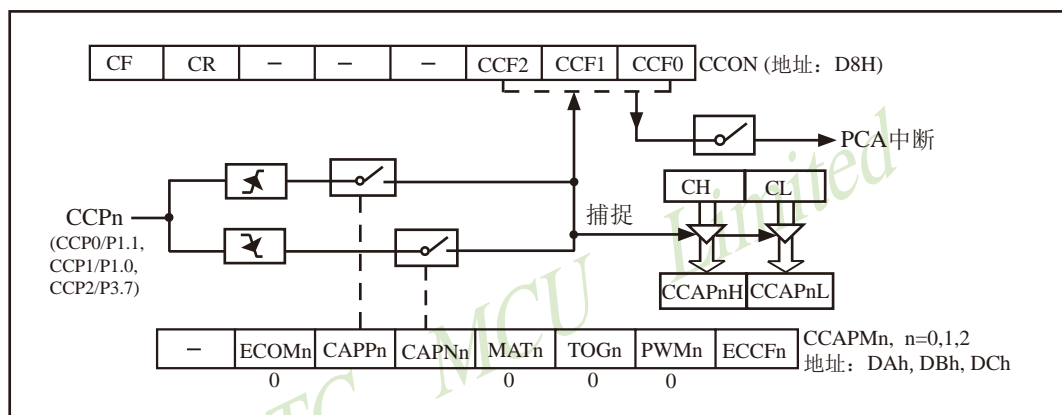 CF CR – – – CCF2 CCF1 CCF0 CCON (地址：D8H)
PCA中断
CH CL
CCPn
捕捉
(CCP0/P1.1,
CCP1/P1.0,
CCP2/P3.7)
CCAPnH CCAPnL
– ECOMn CAPPn CAPNn MATn TOGn PWMn ECCFn
CCAPMn, n=0,1,2
地址：DAh, DBh, DCh
0 0 0 0
MCU Limited